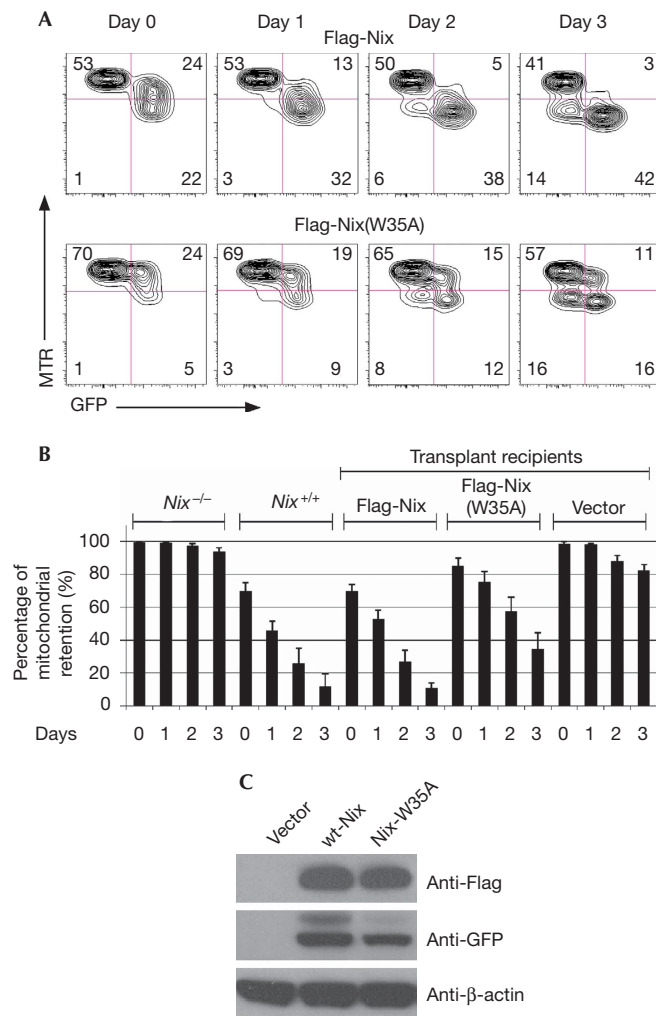 A
Day 0 Day 1 Day 2 Day 3
Flag-Nix
53 24 53 13 50 5 41 3
1 22 3 32 6 38 14 42
Flag-Nix(W35A)
70 24 69 19 65 15 57 11
1 5 3 9 8 12 16 16
MTR
GFP
B
Transplant recipients
Nix–/– Nix+/+ Flag-Nix Flag-Nix (W35A) Vector
Percentage of mitochondrial retention (%)
100
80
60
40
20
0
Days 0 1 2 3 0 1 2 3 0 1 2 3 0 1 2 3 0 1 2 3
C
Vector wt-Nix Nix-W35A
Anti-Flag
Anti-GFP
Anti-β-actin